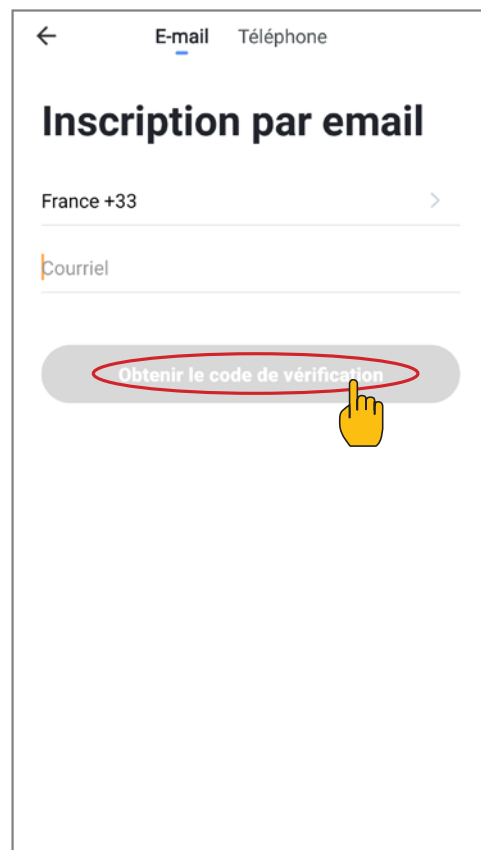 E-mail Téléphone
Inscription par email
France +33
Courriel
Obtenir le code de vérification